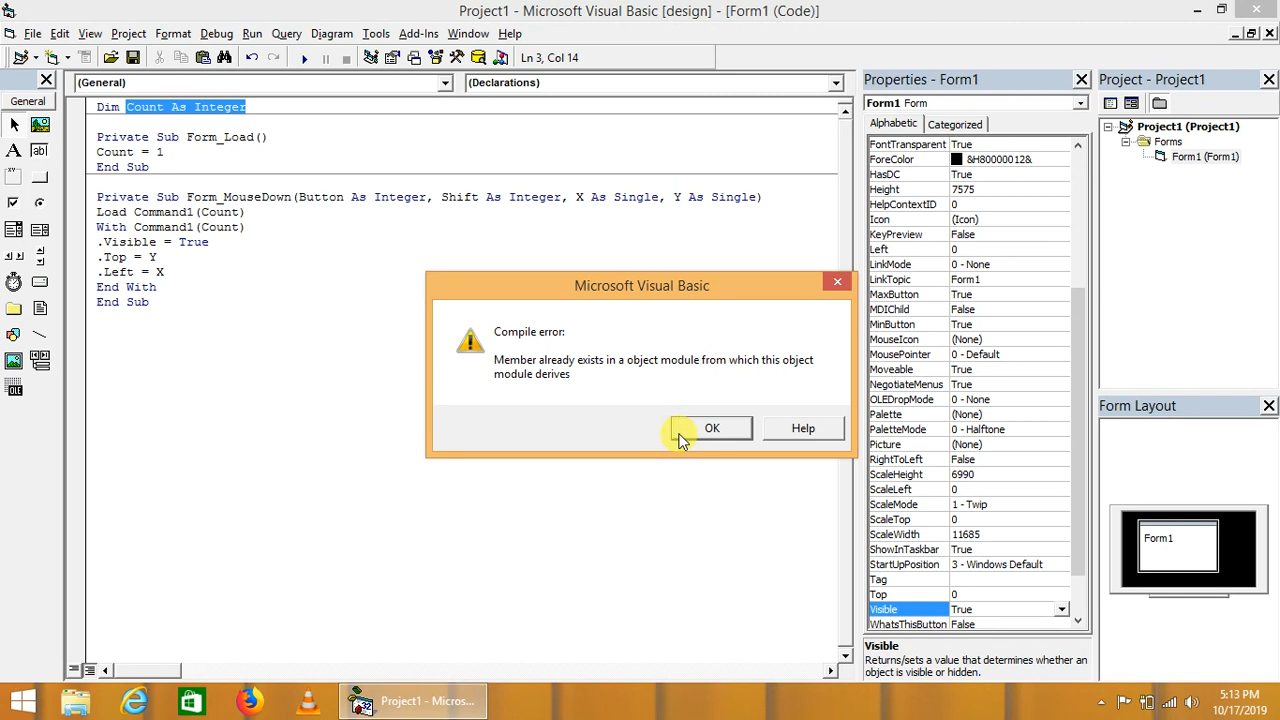 Project1 - Microsoft Visual Basic [design] - [Form1 (Code)]
File Edit View Project Format Debug Run Query Diagram Tools Add-Ins Window Help
Ln 3, Col 14
General
(General)
(Declarations)
Dim Count As Integer
Private Sub Form_Load()
Count = 1
End Sub
Private Sub Form_MouseDown(Button As Integer, Shift As Integer, X As Single, Y As Single)
Load Command1(Count)
With Command1(Count)
.Visible = True
.Top = Y
.Left = X
End With
End Sub
Microsoft Visual Basic
Compile error:
Member already exists in a object module from which this object
module derives
OK
Help
Properties - Form1
Form1 Form
Alphabetic Categorized
FontTransparent True
ForeColor &H80000012&
HasDC True
Height 7575
HelpContextID 0
Icon (Icon)
KeyPreview False
Left 0
LinkMode 0 - None
LinkTopic Form1
MaxButton True
MDIChild False
MinButton True
MouseIcon (None)
MousePointer 0 - Default
Moveable True
NegotiateMenus True
OLEDropMode 0 - None
Palette (None)
PaletteMode 0 - Halftone
Picture (None)
RightToLeft False
ScaleHeight 6990
ScaleLeft 0
ScaleMode 1 - Twip
ScaleTop 0
ScaleWidth 11685
ShowInTaskbar True
StartUpPosition 3 - Windows Default
Tag
Top 0
Visible True
WhatsThisButton False
Visible
Returns/sets a value that determines whether an
object is visible or hidden.
Project - Project1
Project1 (Project1)
Forms
Form1 (Form1)
Form Layout
Form1
Project1 - Micros...
5:13 PM
10/17/2019